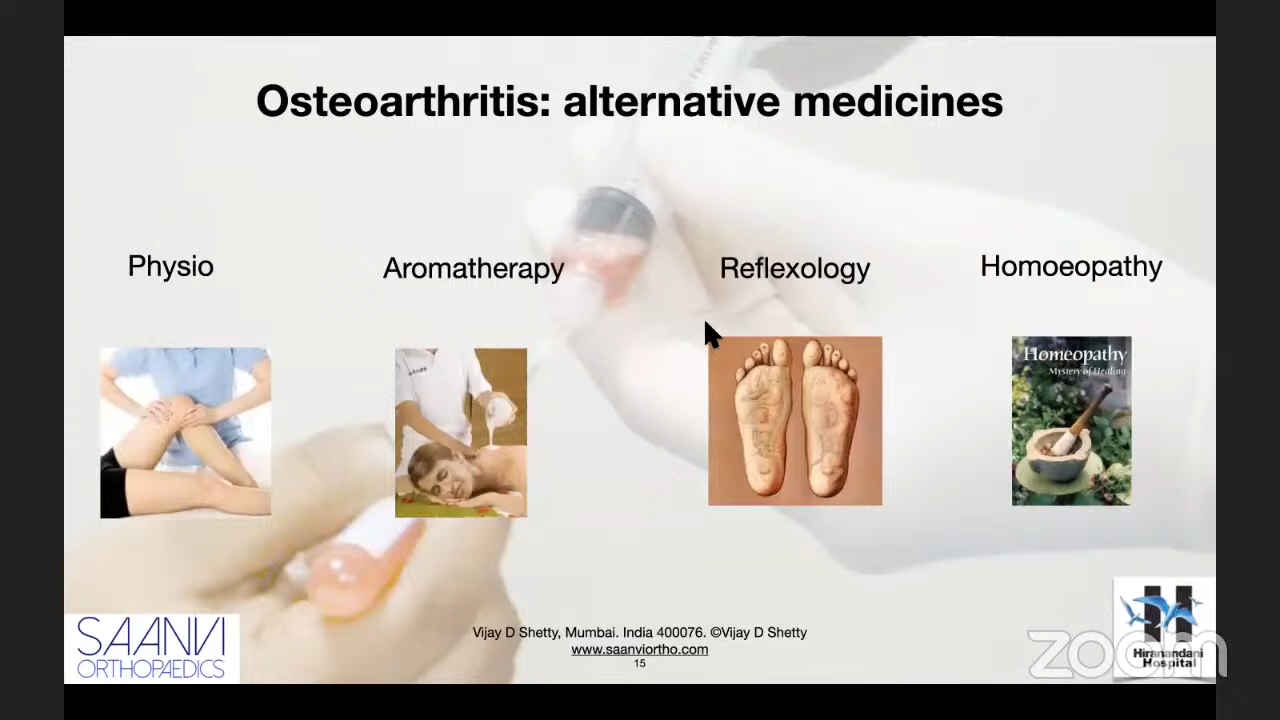 Osteoarthritis: alternative medicines
Physio
Aromatherapy
Reflexology
Homoeopathy
Homeopathy
Mystery of Healing
Vijay D Shetty, Mumbai. India 400076. ©Vijay D Shetty
www.saanviortho.com
15
SAANVI
ORTHOPAEDICS
H
Hiranandani
Hospital
zoom